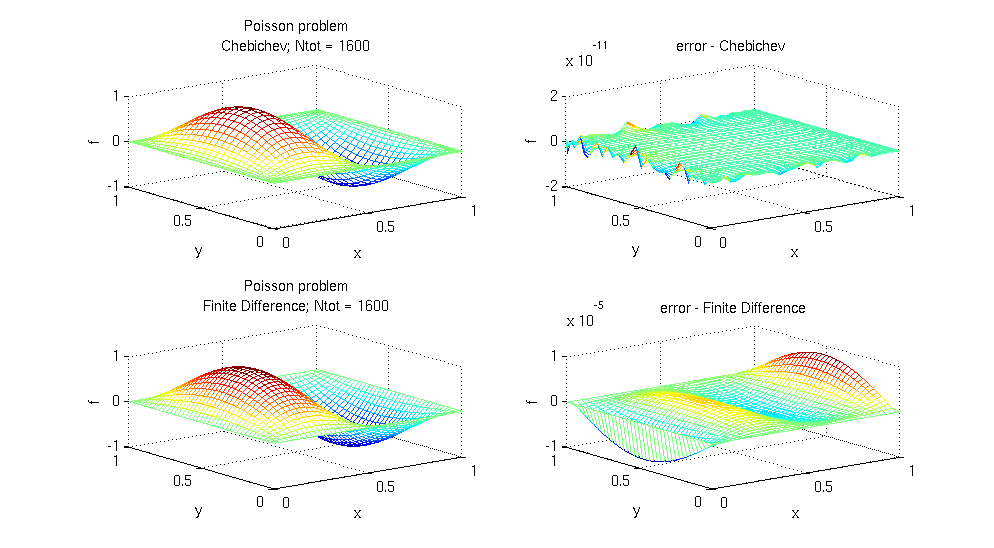 Poisson problem
Chebichev; Ntot = 1600
1
0
-1
f
1
0.5
0
y
0
0.5
1
x
error - Chebichev
x 10^-11
2
0
-2
f
1
0.5
0
y
0
0.5
1
x
Poisson problem
Finite Difference; Ntot = 1600
1
0
-1
f
1
0.5
0
y
0
0.5
1
x
error - Finite Difference
x 10^-5
1
0
-1
f
1
0.5
0
y
0
0.5
1
x